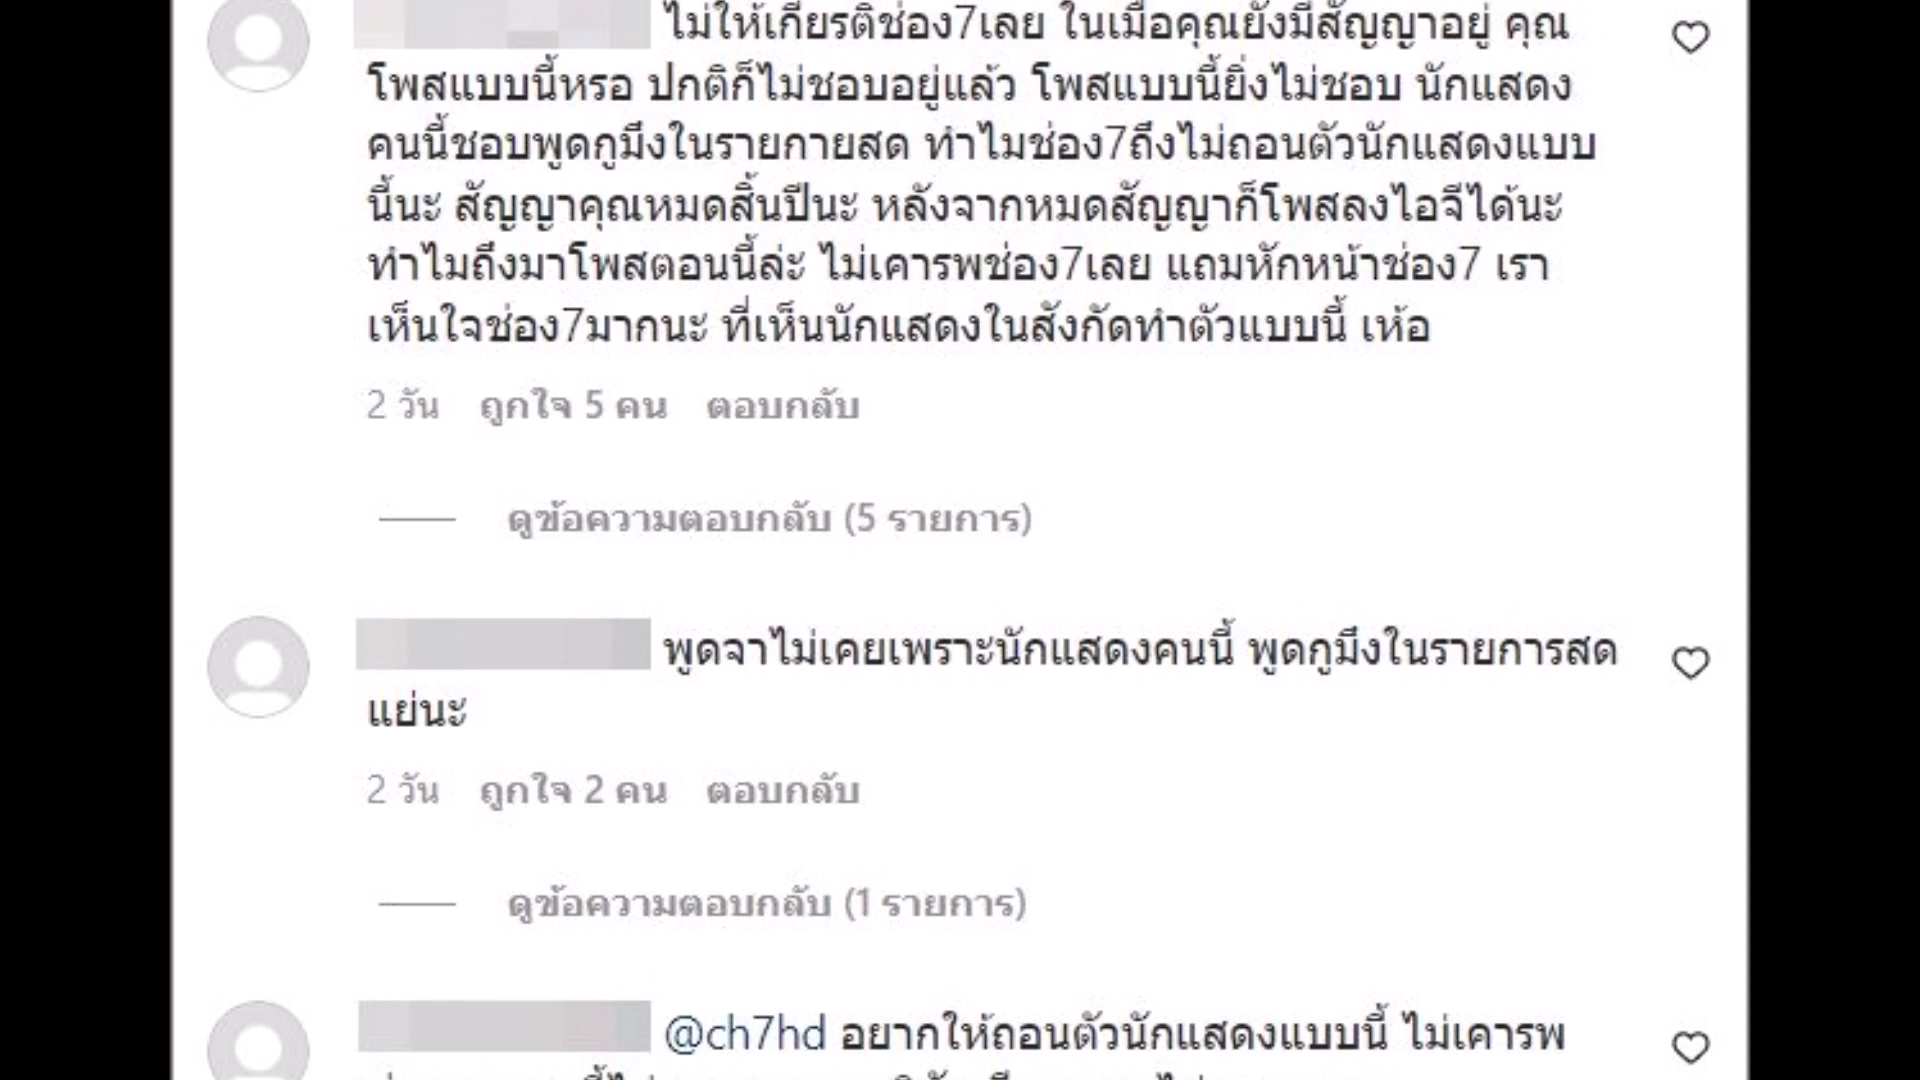 ไม่ให้เกียรติช่อง7เลย ในเมื่อคุณยังมีสัญญาอยู่ คุณ
โพสแบบนี้หรอ ปกติก็ไม่ชอบอยู่แล้ว โพสแบบนี้ยิ่งไม่ชอบ นักแสดง
คนนี้ชอบพูดกูมึงในรายกายสด ทำไมช่อง7ถึงไม่ถอนตัวนักแสดงแบบ
นี้นะ สัญญาคุณหมดสิ้นปีนะ หลังจากหมดสัญญาก็โพสลงไอจีได้นะ
ทำไมถึงมาโพสตอนนี้ล่ะ ไม่เคารพช่อง7เลย แถมหักหน้าช่อง7 เรา
เห็นใจช่อง7มากนะ ที่เห็นนักแสดงในสังกัดทำตัวแบบนี้ เห้อ
2 วัน ถูกใจ 5 คน ตอบกลับ
ดูข้อความตอบกลับ (5 รายการ)
พูดจาไม่เคยเพราะนักแสดงคนนี้ พูดกูมึงในรายการสด
แย่นะ
2 วัน ถูกใจ 2 คน ตอบกลับ
ดูข้อความตอบกลับ (1 รายการ)
@ch7hd อยากให้ถอนตัวนักแสดงแบบนี้ ไม่เคารพ